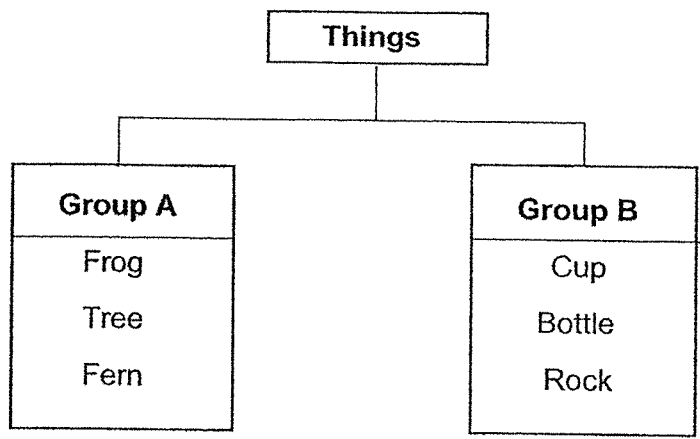 Things
Group A
Frog
Tree
Fern
Group B
Cup
Bottle
Rock